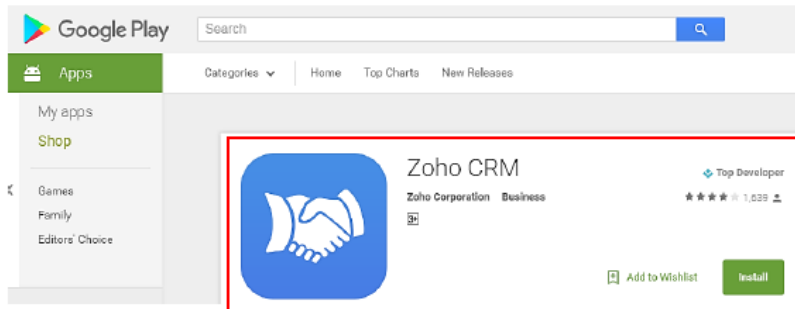 Google Play
Search
Apps
Categories Home Top Charts New Releases
My apps
Shop
Games
Family
Editors' Choice
Zoho CRM
Top Developer
Zoho Corporation Business
1,639
3+
Add to Wishlist
Install